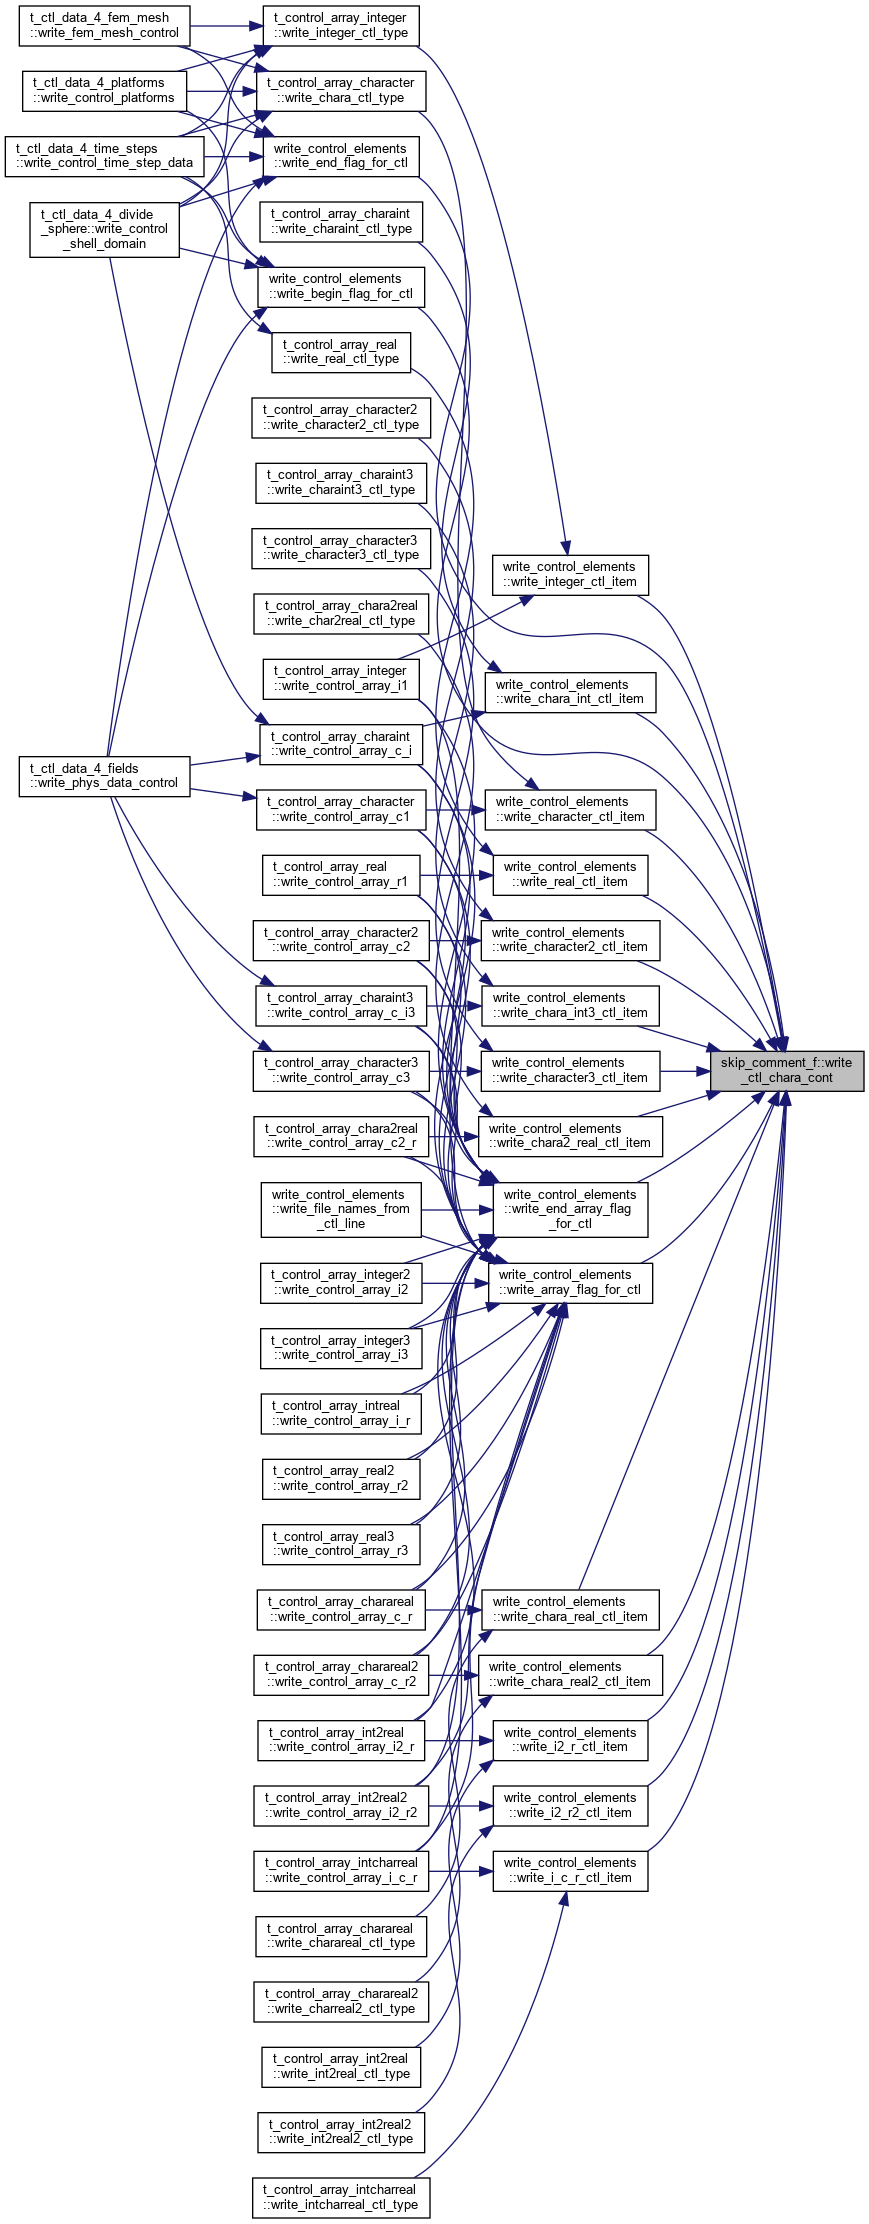 t_ctl_data_4_fem_mesh
::write_fem_mesh_control
t_ctl_data_4_platforms
::write_control_platforms
t_ctl_data_4_time_steps
::write_control_time_step_data
t_ctl_data_4_divide
_sphere::write_control
_shell_domain
t_ctl_data_4_fields
::write_phys_data_control
t_control_array_integer
::write_integer_ctl_type
t_control_array_character
::write_chara_ctl_type
write_control_elements
::write_end_flag_for_ctl
t_control_array_charaint
::write_charaint_ctl_type
write_control_elements
::write_begin_flag_for_ctl
t_control_array_real
::write_real_ctl_type
t_control_array_character2
::write_character2_ctl_type
t_control_array_charaint3
::write_charaint3_ctl_type
t_control_array_character3
::write_character3_ctl_type
t_control_array_chara2real
::write_char2real_ctl_type
t_control_array_integer
::write_control_array_i1
t_control_array_charaint
::write_control_array_c_i
t_control_array_character
::write_control_array_c1
t_control_array_real
::write_control_array_r1
t_control_array_character2
::write_control_array_c2
t_control_array_charaint3
::write_control_array_c_i3
t_control_array_character3
::write_control_array_c3
t_control_array_chara2real
::write_control_array_c2_r
write_control_elements
::write_file_names_from
_ctl_line
t_control_array_integer2
::write_control_array_i2
t_control_array_integer3
::write_control_array_i3
t_control_array_intreal
::write_control_array_i_r
t_control_array_real2
::write_control_array_r2
t_control_array_real3
::write_control_array_r3
t_control_array_charareal
::write_control_array_c_r
t_control_array_charareal2
::write_control_array_c_r2
t_control_array_int2real
::write_control_array_i2_r
t_control_array_int2real2
::write_control_array_i2_r2
t_control_array_intcharreal
::write_control_array_i_c_r
t_control_array_charareal
::write_charareal_ctl_type
t_control_array_charareal2
::write_charreal2_ctl_type
t_control_array_int2real
::write_int2real_ctl_type
t_control_array_int2real2
::write_int2real2_ctl_type
t_control_array_intcharreal
::write_intcharreal_ctl_type
write_control_elements
::write_integer_ctl_item
write_control_elements
::write_chara_int_ctl_item
write_control_elements
::write_character_ctl_item
write_control_elements
::write_real_ctl_item
write_control_elements
::write_character2_ctl_item
write_control_elements
::write_chara_int3_ctl_item
write_control_elements
::write_character3_ctl_item
write_control_elements
::write_chara2_real_ctl_item
write_control_elements
::write_end_array_flag
_for_ctl
write_control_elements
::write_array_flag_for_ctl
write_control_elements
::write_chara_real_ctl_item
write_control_elements
::write_chara_real2_ctl_item
write_control_elements
::write_i2_r_ctl_item
write_control_elements
::write_i2_r2_ctl_item
write_control_elements
::write_i_c_r_ctl_item
skip_comment_f::write
_ctl_chara_cont